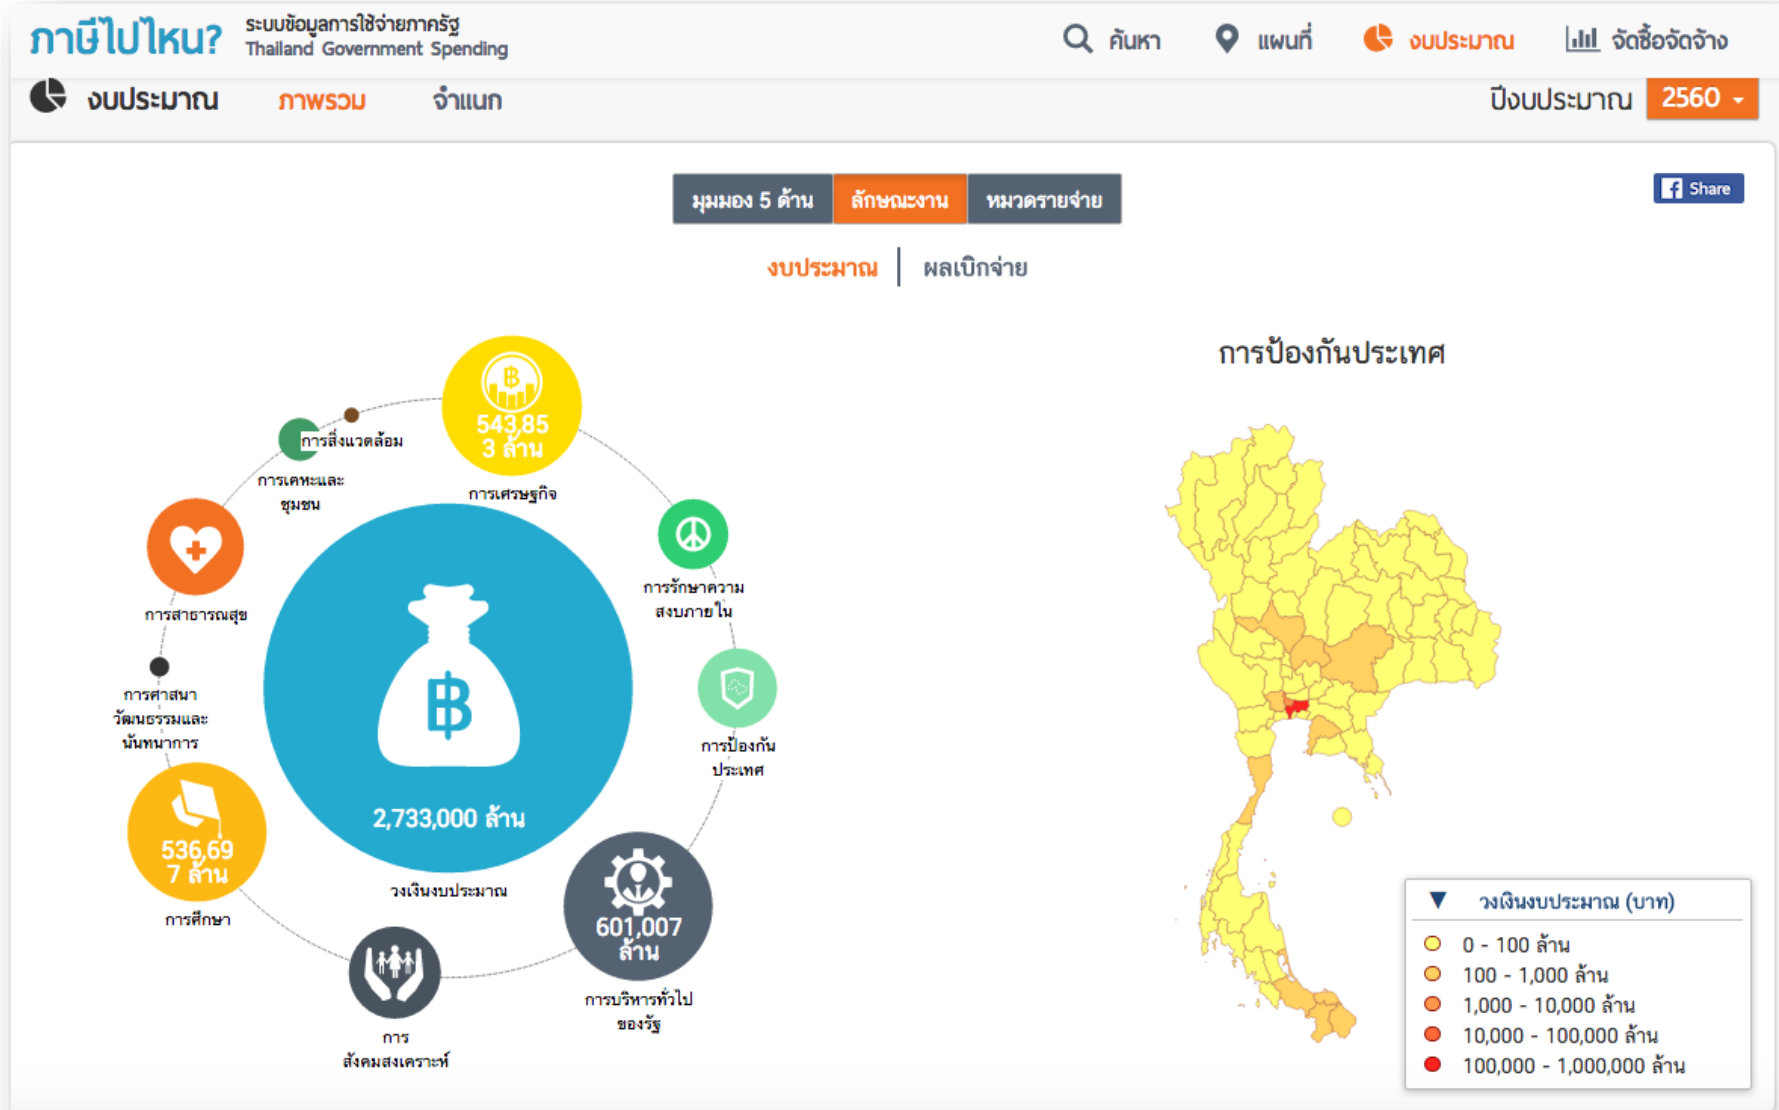 ภาษีไปไหน?
ระบบข้อมูลการใช้จ่ายภาครัฐ
Thailand Government Spending
ค้นหา
แผนที่
งบประมาณ
จัดซื้อจัดจ้าง
งบประมาณ
ภาพรวม
จำแนก
ปีงบประมาณ
2560
มุมมอง 5 ด้าน
ลักษณะงาน
หมวดรายจ่าย
Share
งบประมาณ
ผลเบิกจ่าย
การป้องกันประเทศ
543,85
3 ล้าน
การเศรษฐกิจ
การสิ่งแวดล้อม
การเคหะและ
ชุมชน
การสาธารณสุข
การรักษาความ
สงบภายใน
การศาสนา
วัฒนธรรมและ
นันทนาการ
การป้องกัน
ประเทศ
฿
2,733,000 ล้าน
วงเงินงบประมาณ
536,69
7 ล้าน
การศึกษา
601,007
ล้าน
การบริหารทั่วไป
ของรัฐ
การ
สังคมสงเคราะห์
วงเงินงบประมาณ (บาท)
0 - 100 ล้าน
100 - 1,000 ล้าน
1,000 - 10,000 ล้าน
10,000 - 100,000 ล้าน
100,000 - 1,000,000 ล้าน